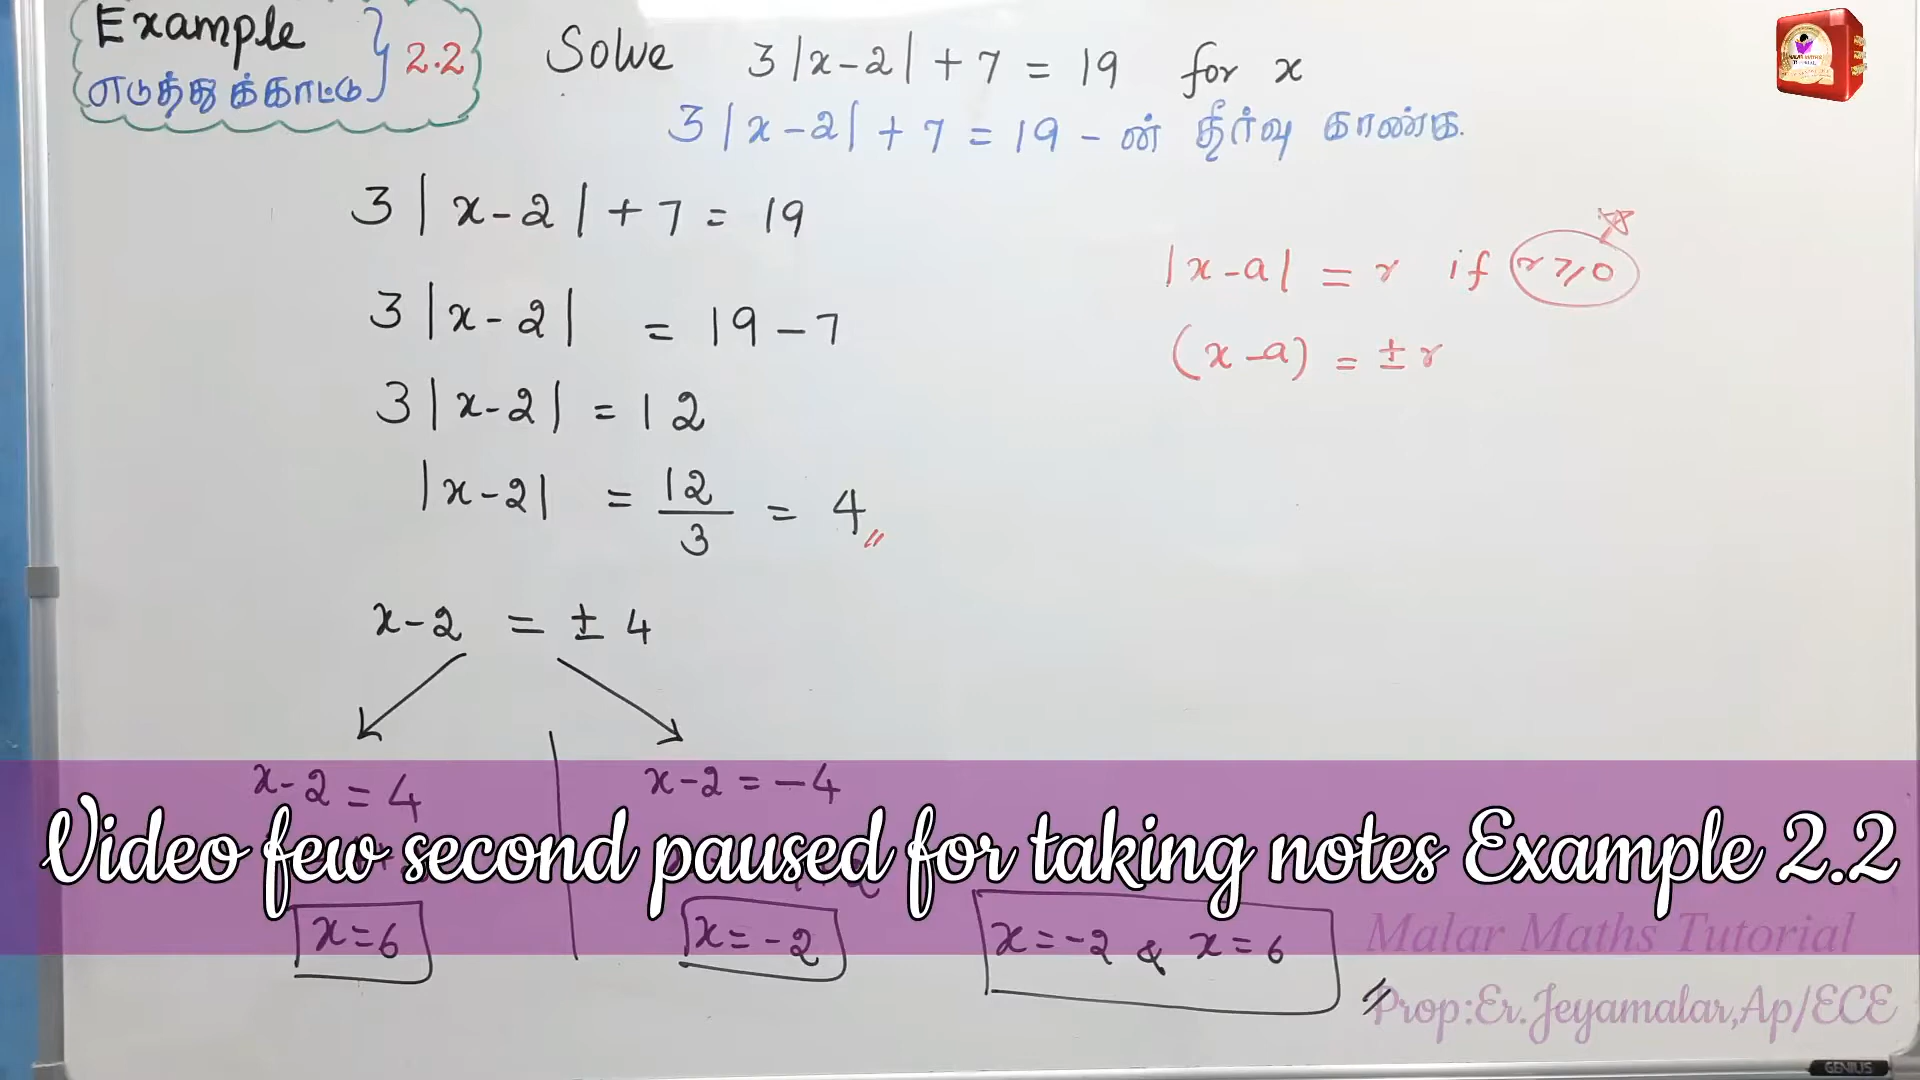 Example } 2.2
எடுத்துக்காட்டு
Solve 3|x-2| + 7 = 19 for x
3|x-2| + 7 = 19 - ன் தீர்வு காண்க.
3|x-2| + 7 = 19
3|x-2| = 19 - 7
3|x-2| = 12
|x-2| = 12/3 = 4
x-2 = ± 4
x-2 = 4
x-2 = -4
x=6
x=-2
x=-2 & x=6
|x-a| = r if r⩾0
(x-a) = ± r
Video few second paused for taking notes Example 2.2
Malar Maths Tutorial
Prop:Er.Jeyamalar,Ap/ECE
GENIUS